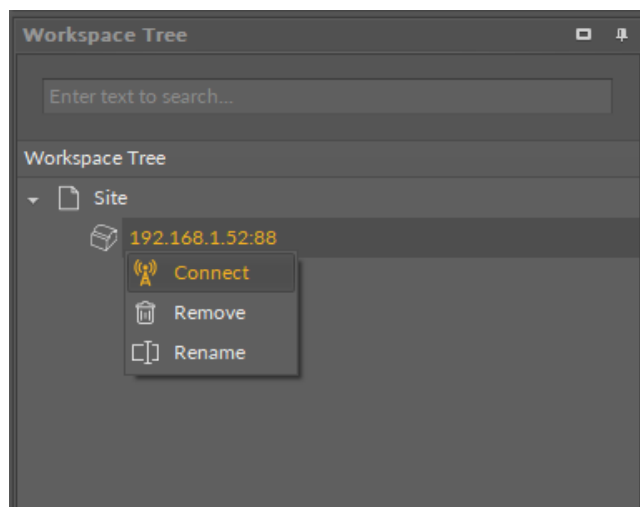 Workspace Tree
Enter text to search...
Workspace Tree
Site
192.168.1.52:88
Connect
Remove
Rename